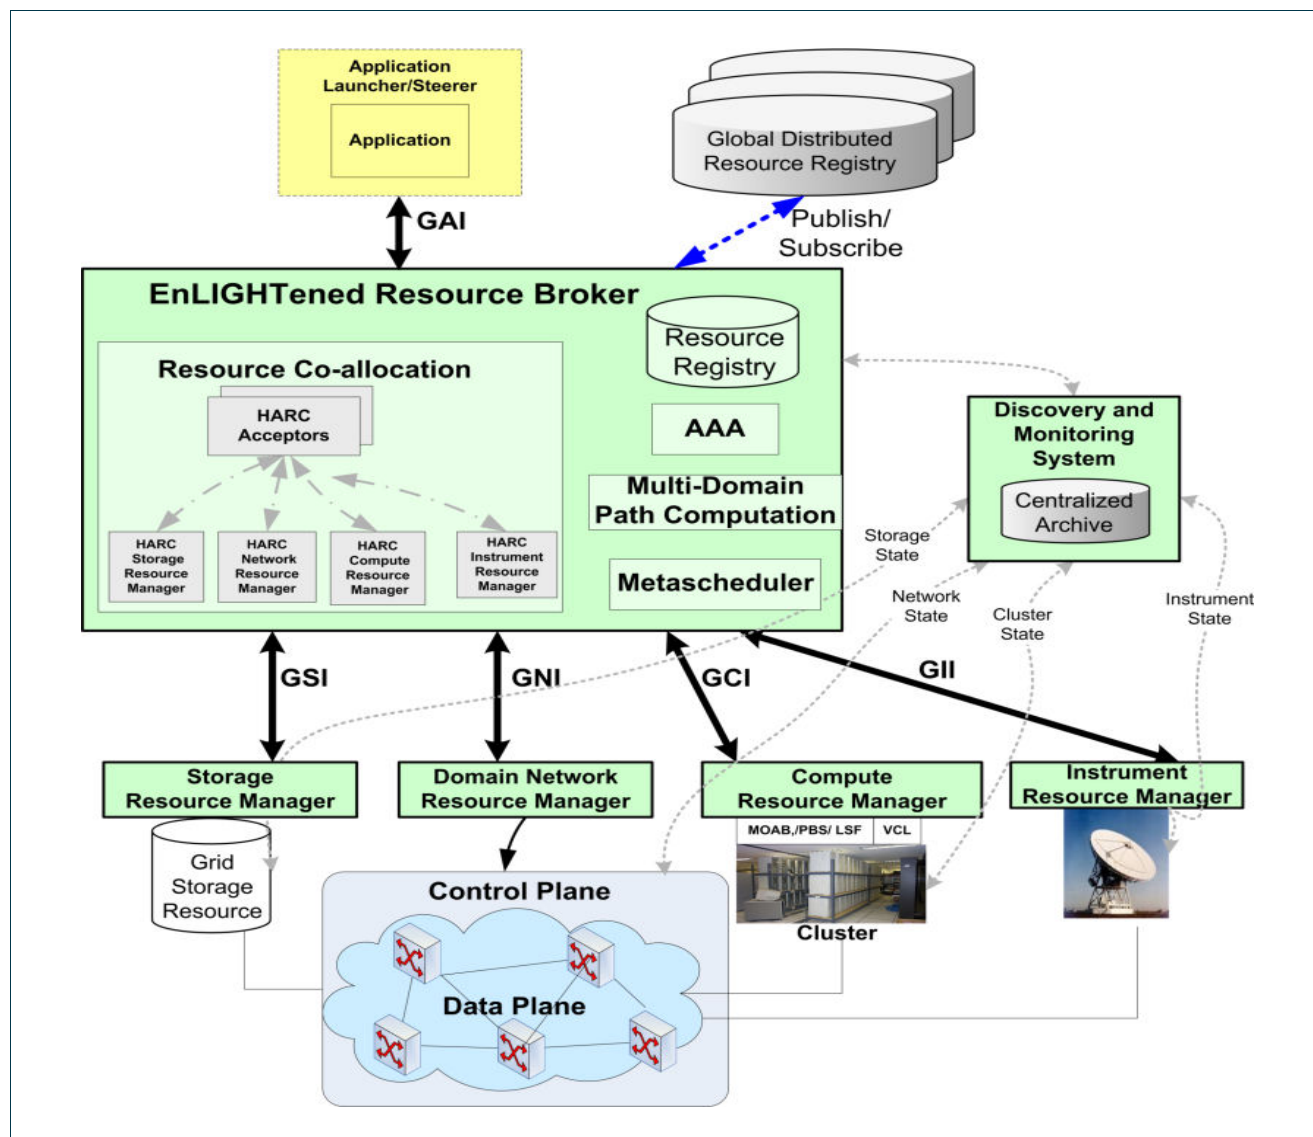 Application
Launcher/Steerer
Application
Global Distributed
Resource Registry
GAI
Publish/
Subscribe
EnLIGHTened Resource Broker
Resource
Registry
Resource Co-allocation
HARC
Acceptors
AAA
Multi-Domain
Path Computation
Metascheduler
HARC
Storage
Resource
Manager
HARC
Network
Resource
Manager
HARC
Compute
Resource
Manager
HARC
Instrument
Resource
Manager
Discovery and
Monitoring
System
Centralized
Archive
Storage
State
Network
State
Cluster
State
Instrument
State
GSI
GNI
GCI
GII
Storage
Resource Manager
Domain Network
Resource Manager
Compute
Resource Manager
Instrument
Resource Manager
MOAB,/PBS/ LSF
VCL
Grid
Storage
Resource
Cluster
Control Plane
Data Plane